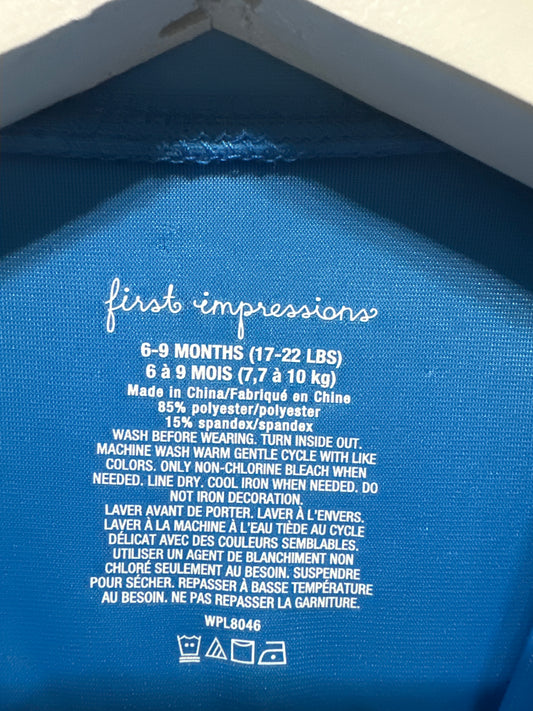 first impressions
6-9 MONTHS (17-22 LBS)
6 à 9 MOIS (7,7 à 10 kg)
Made in China/Fabriqué en Chine
85% polyester/polyester
15% spandex/spandex
WASH BEFORE WEARING. TURN INSIDE OUT.
MACHINE WASH WARM GENTLE CYCLE WITH LIKE
COLORS. ONLY NON-CHLORINE BLEACH WHEN
NEEDED. LINE DRY. COOL IRON WHEN NEEDED. DO
NOT IRON DECORATION.
LAVER AVANT DE PORTER. LAVER À L'ENVERS.
LAVER À LA MACHINE À L'EAU TIÈDE AU CYCLE
DÉLICAT AVEC DES COULEURS SEMBLABLES.
UTILISER UN AGENT DE BLANCHIMENT NON
CHLORÉ SEULEMENT AU BESOIN. SUSPENDRE
POUR SÉCHER. REPASSER À BASSE TEMPÉRATURE
AU BESOIN. NE PAS REPASSER LA GARNITURE.
WPL8046